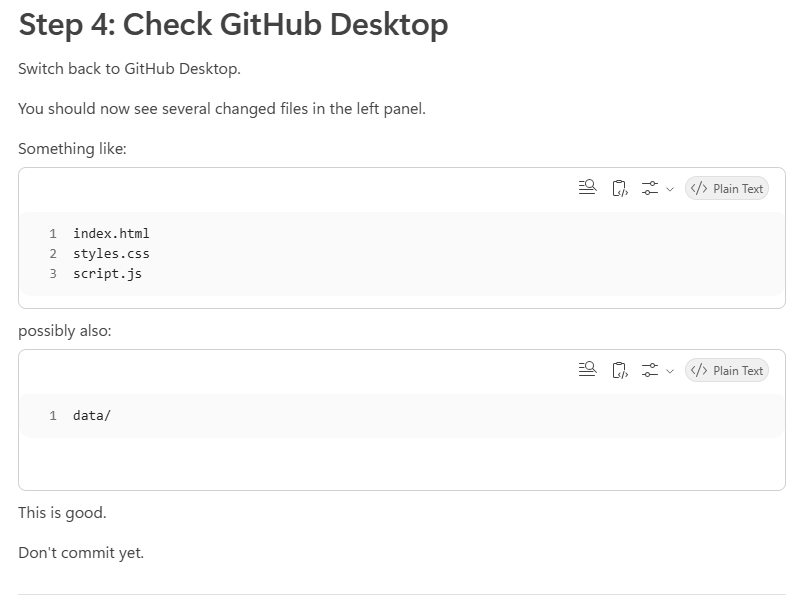 Step 4: Check GitHub Desktop
Switch back to GitHub Desktop.
You should now see several changed files in the left panel.
Something like:
</> Plain Text
1 index.html
2 styles.css
3 script.js
possibly also:
</> Plain Text
1 data/
This is good.
Don't commit yet.